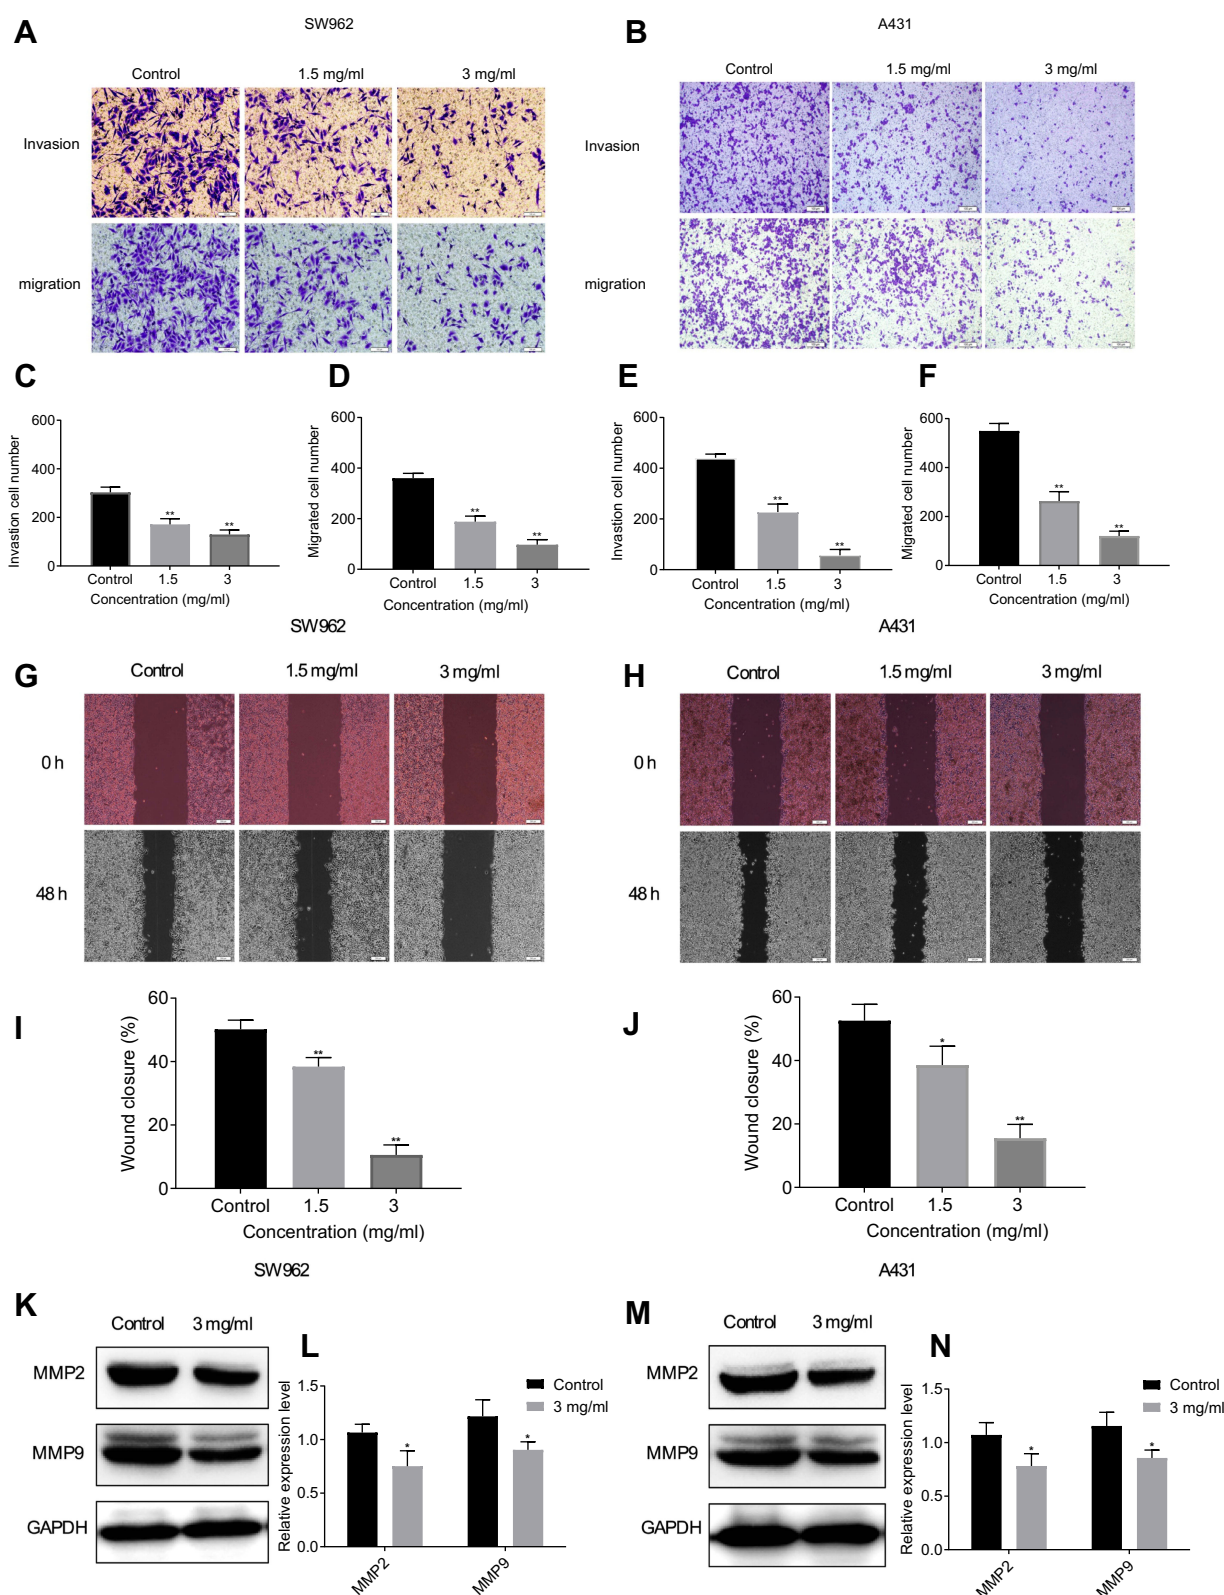 A
SW962
Control 1.5 mg/ml 3 mg/ml
Invasion
migration
B
A431
Control 1.5 mg/ml 3 mg/ml
Invasion
migration
C
Invastion cell number
600
400
200
0
** **
Control 1.5 3
Concentration (mg/ml)
D
Migrated cell number
600
400
200
0
** **
Control 1.5 3
Concentration (mg/ml)
E
Invastion cell number
600
400
200
0
** **
Control 1.5 3
Concentration (mg/ml)
F
Migrated cell number
600
400
200
0
** **
Control 1.5 3
Concentration (mg/ml)
SW962
G
Control 1.5 mg/ml 3 mg/ml
0 h
48 h
A431
H
Control 1.5 mg/ml 3 mg/ml
0 h
48 h
I
Wound closure (%)
60
40
20
0
** **
Control 1.5 3
Concentration (mg/ml)
J
Wound closure (%)
60
40
20
0
* **
Control 1.5 3
Concentration (mg/ml)
SW962
K
Control 3 mg/ml
MMP2
MMP9
GAPDH
L
Relative expression level
1.5
1.0
0.5
0.0
Control
3 mg/ml
* *
MMP2 MMP9
A431
M
Control 3 mg/ml
MMP2
MMP9
GAPDH
N
Relative expression level
1.5
1.0
0.5
0.0
Control
3 mg/ml
* *
MMP2 MMP9